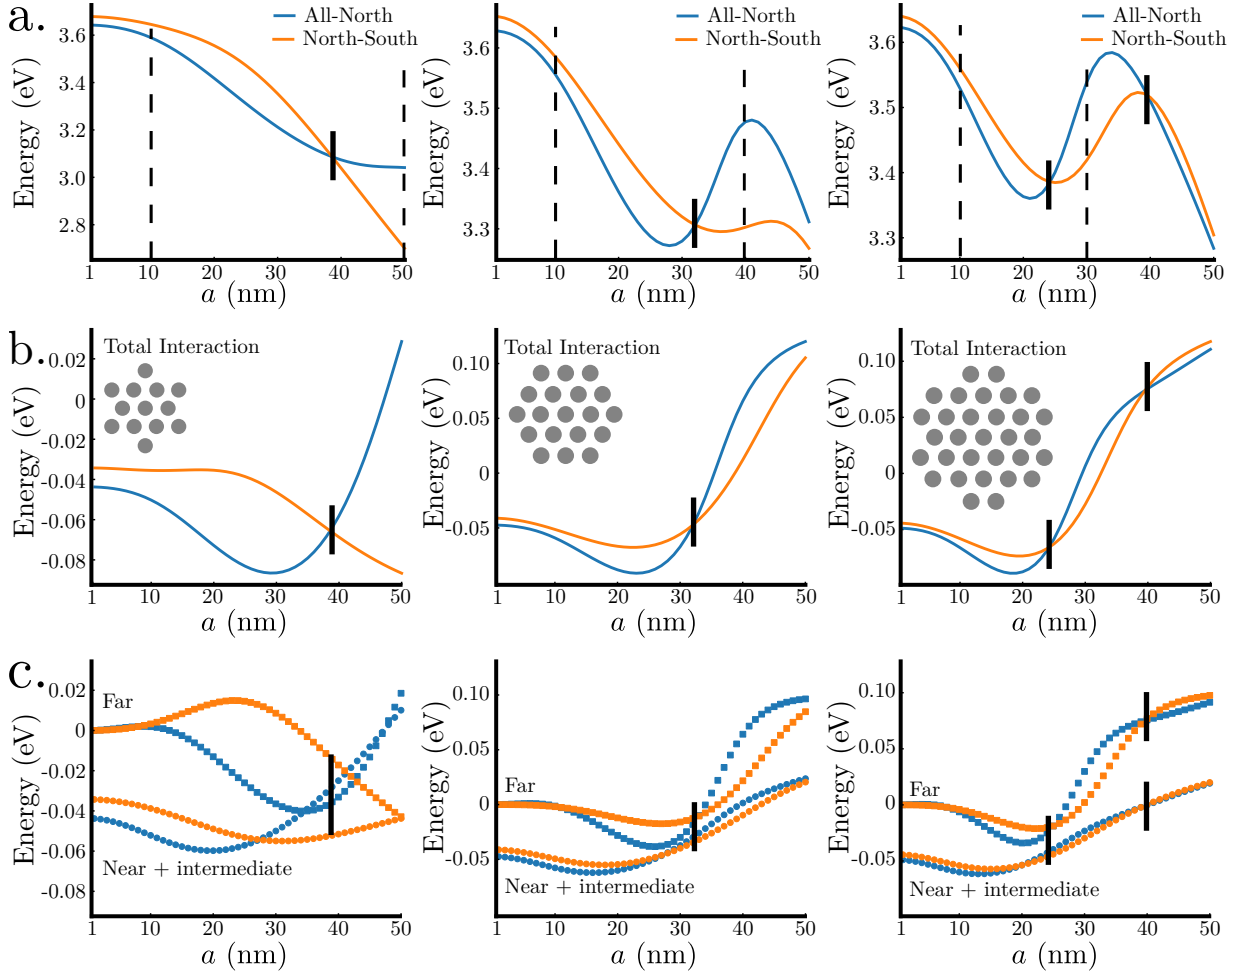 a.
All-North
North-South
Energy (eV)
3.6
3.4
3.2
3.0
2.8
1 10 20 30 40 50
a (nm)
All-North
North-South
Energy (eV)
3.6
3.5
3.4
3.3
1 10 20 30 40 50
a (nm)
All-North
North-South
Energy (eV)
3.6
3.5
3.4
3.3
1 10 20 30 40 50
a (nm)
b.
Total Interaction
Energy (eV)
0.02
0
-0.02
-0.04
-0.06
-0.08
1 10 20 30 40 50
a (nm)
Total Interaction
Energy (eV)
0.10
0.05
0
-0.05
1 10 20 30 40 50
a (nm)
Total Interaction
Energy (eV)
0.10
0.05
0
-0.05
1 10 20 30 40 50
a (nm)
c.
Far
Near + intermediate
Energy (eV)
0.02
0
-0.02
-0.04
-0.06
-0.08
1 10 20 30 40 50
a (nm)
Far
Near + intermediate
Energy (eV)
0.10
0.05
0
-0.05
1 10 20 30 40 50
a (nm)
Far
Near + intermediate
Energy (eV)
0.10
0.05
0
-0.05
1 10 20 30 40 50
a (nm)